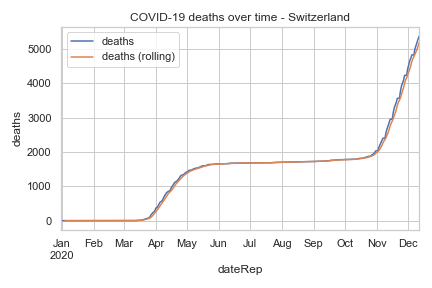 COVID-19 deaths over time - Switzerland
deaths
deaths (rolling)
deaths
5000
4000
3000
2000
1000
0
Jan Feb Mar Apr May Jun Jul Aug Sep Oct Nov Dec
2020
dateRep